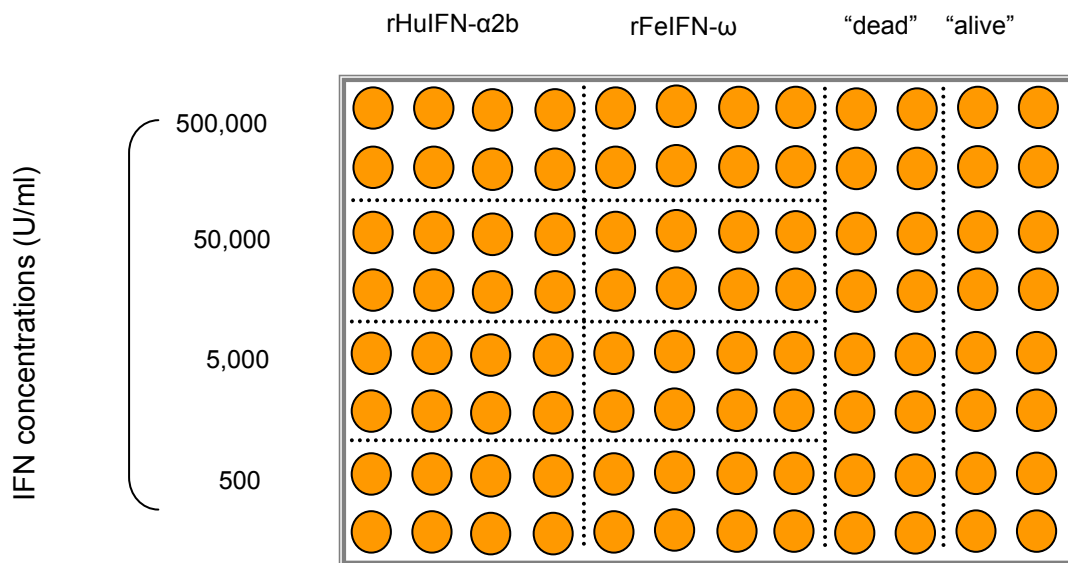 rHuIFN-α2b rFeIFN-ω “dead” “alive”
IFN concentrations (U/ml)
500,000
50,000
5,000
500